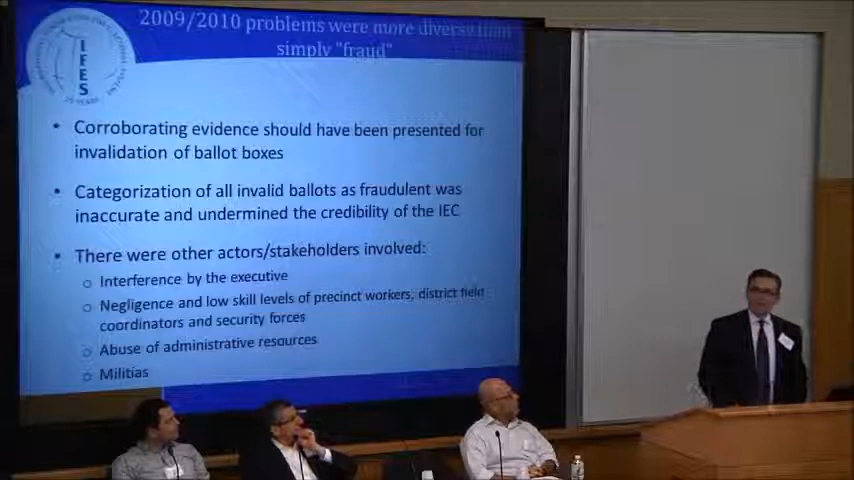 2009/2010 problems were more diverse than
simply "fraud"
IFES
25 YEARS
• Corroborating evidence should have been presented for
invalidation of ballot boxes
• Categorization of all invalid ballots as fraudulent was
inaccurate and undermined the credibility of the IEC
• There were other actors/stakeholders involved:
o Interference by the executive
o Negligence and low skill levels of precinct workers, district field
coordinators and security forces
o Abuse of administrative resources
o Militias